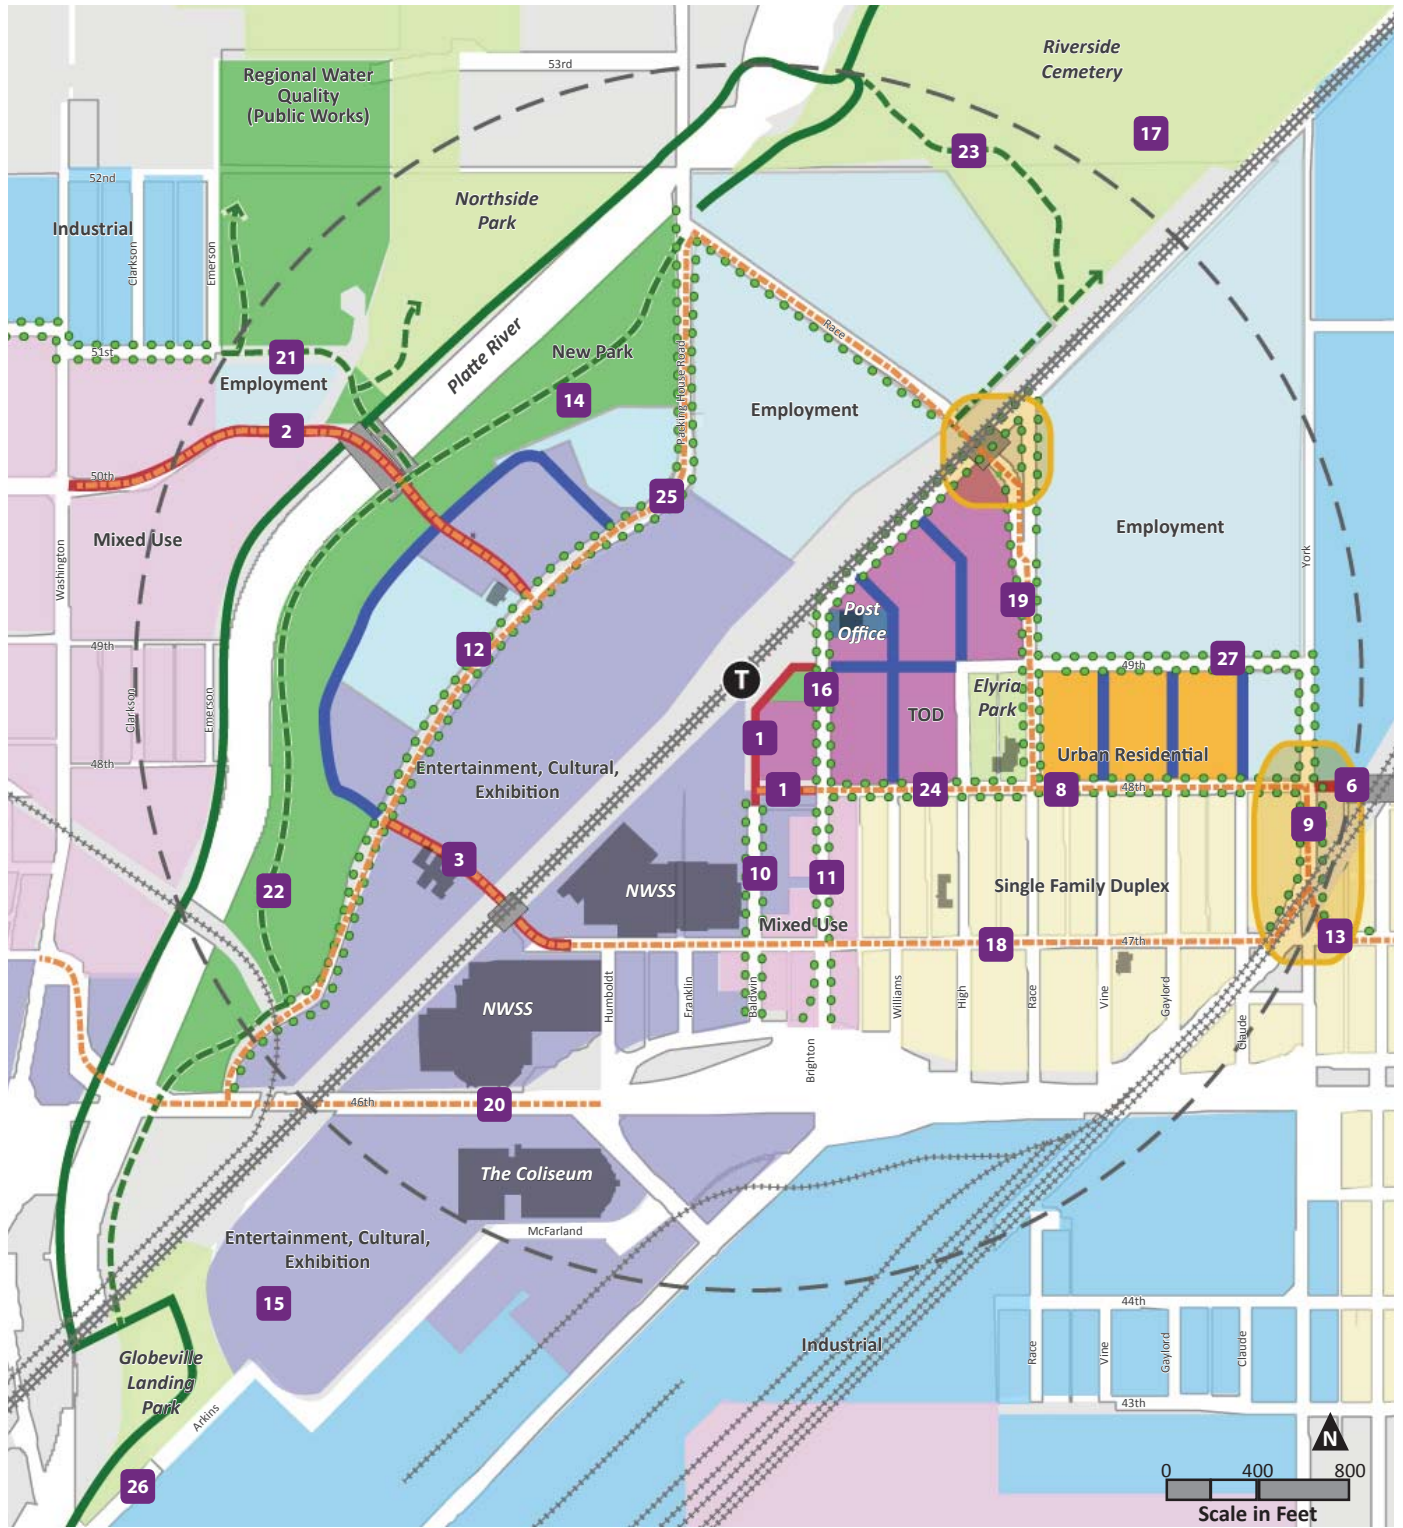 Riverside
Cemetery
53rd
Regional Water
Quality
(Public Works)
17
23
52nd
Northside
Park
Industrial
Clarkson
Emerson
Race
Platte River
New Park
Packing House Road
51st
21
Employment
14
Employment
2
50th
25
Employment
Mixed Use
Washington
York
19
Post
Office
12
49th
27
49th
T
Elyria
Park
16
Clarkson
Emerson
TOD
1
Urban Residential
48th
Entertainment, Cultural,
Exhibition
1
24
8
48th
6
9
3
10
11
22
NWSS
Single Family Duplex
Mixed Use
18
47th
13
NWSS
Humboldt
Franklin
Baldwin
Williams
High
Race
Vine
Gaylord
Claude
Brighton
46th
20
The Coliseum
McFarland
Entertainment, Cultural,
Exhibition
15
44th
Industrial
Race
Vine
Gaylord
Claude
Globeville
Landing
Park
Arkins
43th
N
26
0 400 800
Scale in Feet